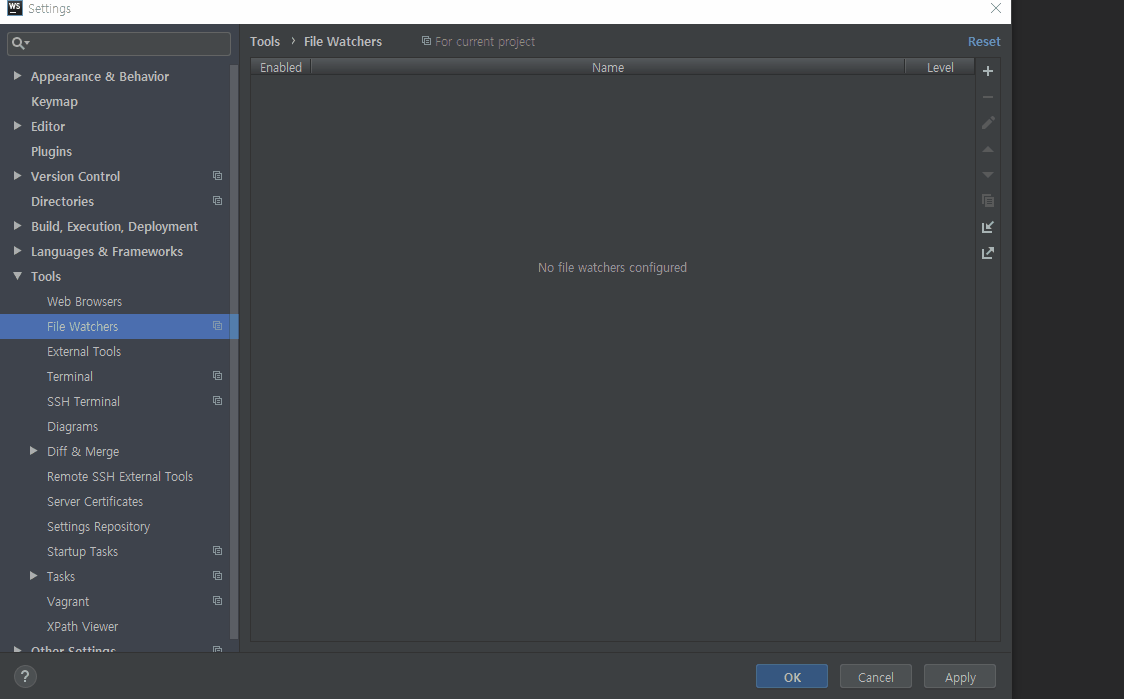 WS Settings
Tools › File Watchers For current project Reset
Enabled Name Level
Appearance & Behavior
Keymap
Editor
Plugins
Version Control
Directories
Build, Execution, Deployment
Languages & Frameworks
Tools
Web Browsers
File Watchers
External Tools
Terminal
SSH Terminal
Diagrams
Diff & Merge
Remote SSH External Tools
Server Certificates
Settings Repository
Startup Tasks
Tasks
Vagrant
XPath Viewer
Other Settings
No file watchers configured
? OK Cancel Apply